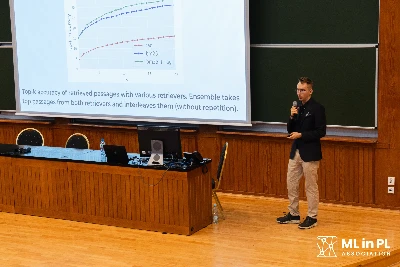 Top-k accuracy of retrieved passages with various retrievers. Ensemble takes
top passages from both retrievers and interleaves them (without repetition).
ML in PL
ASSOCIATION